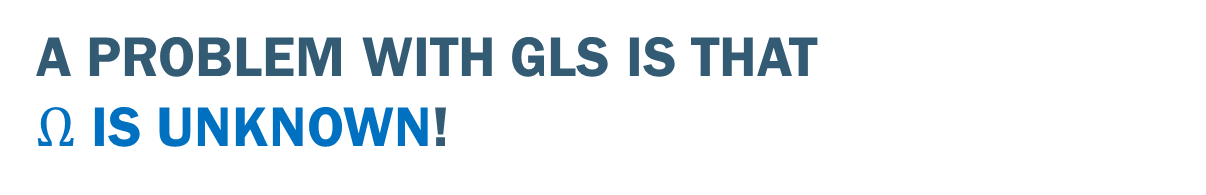 A PROBLEM WITH GLS IS THAT
Ω IS UNKNOWN!